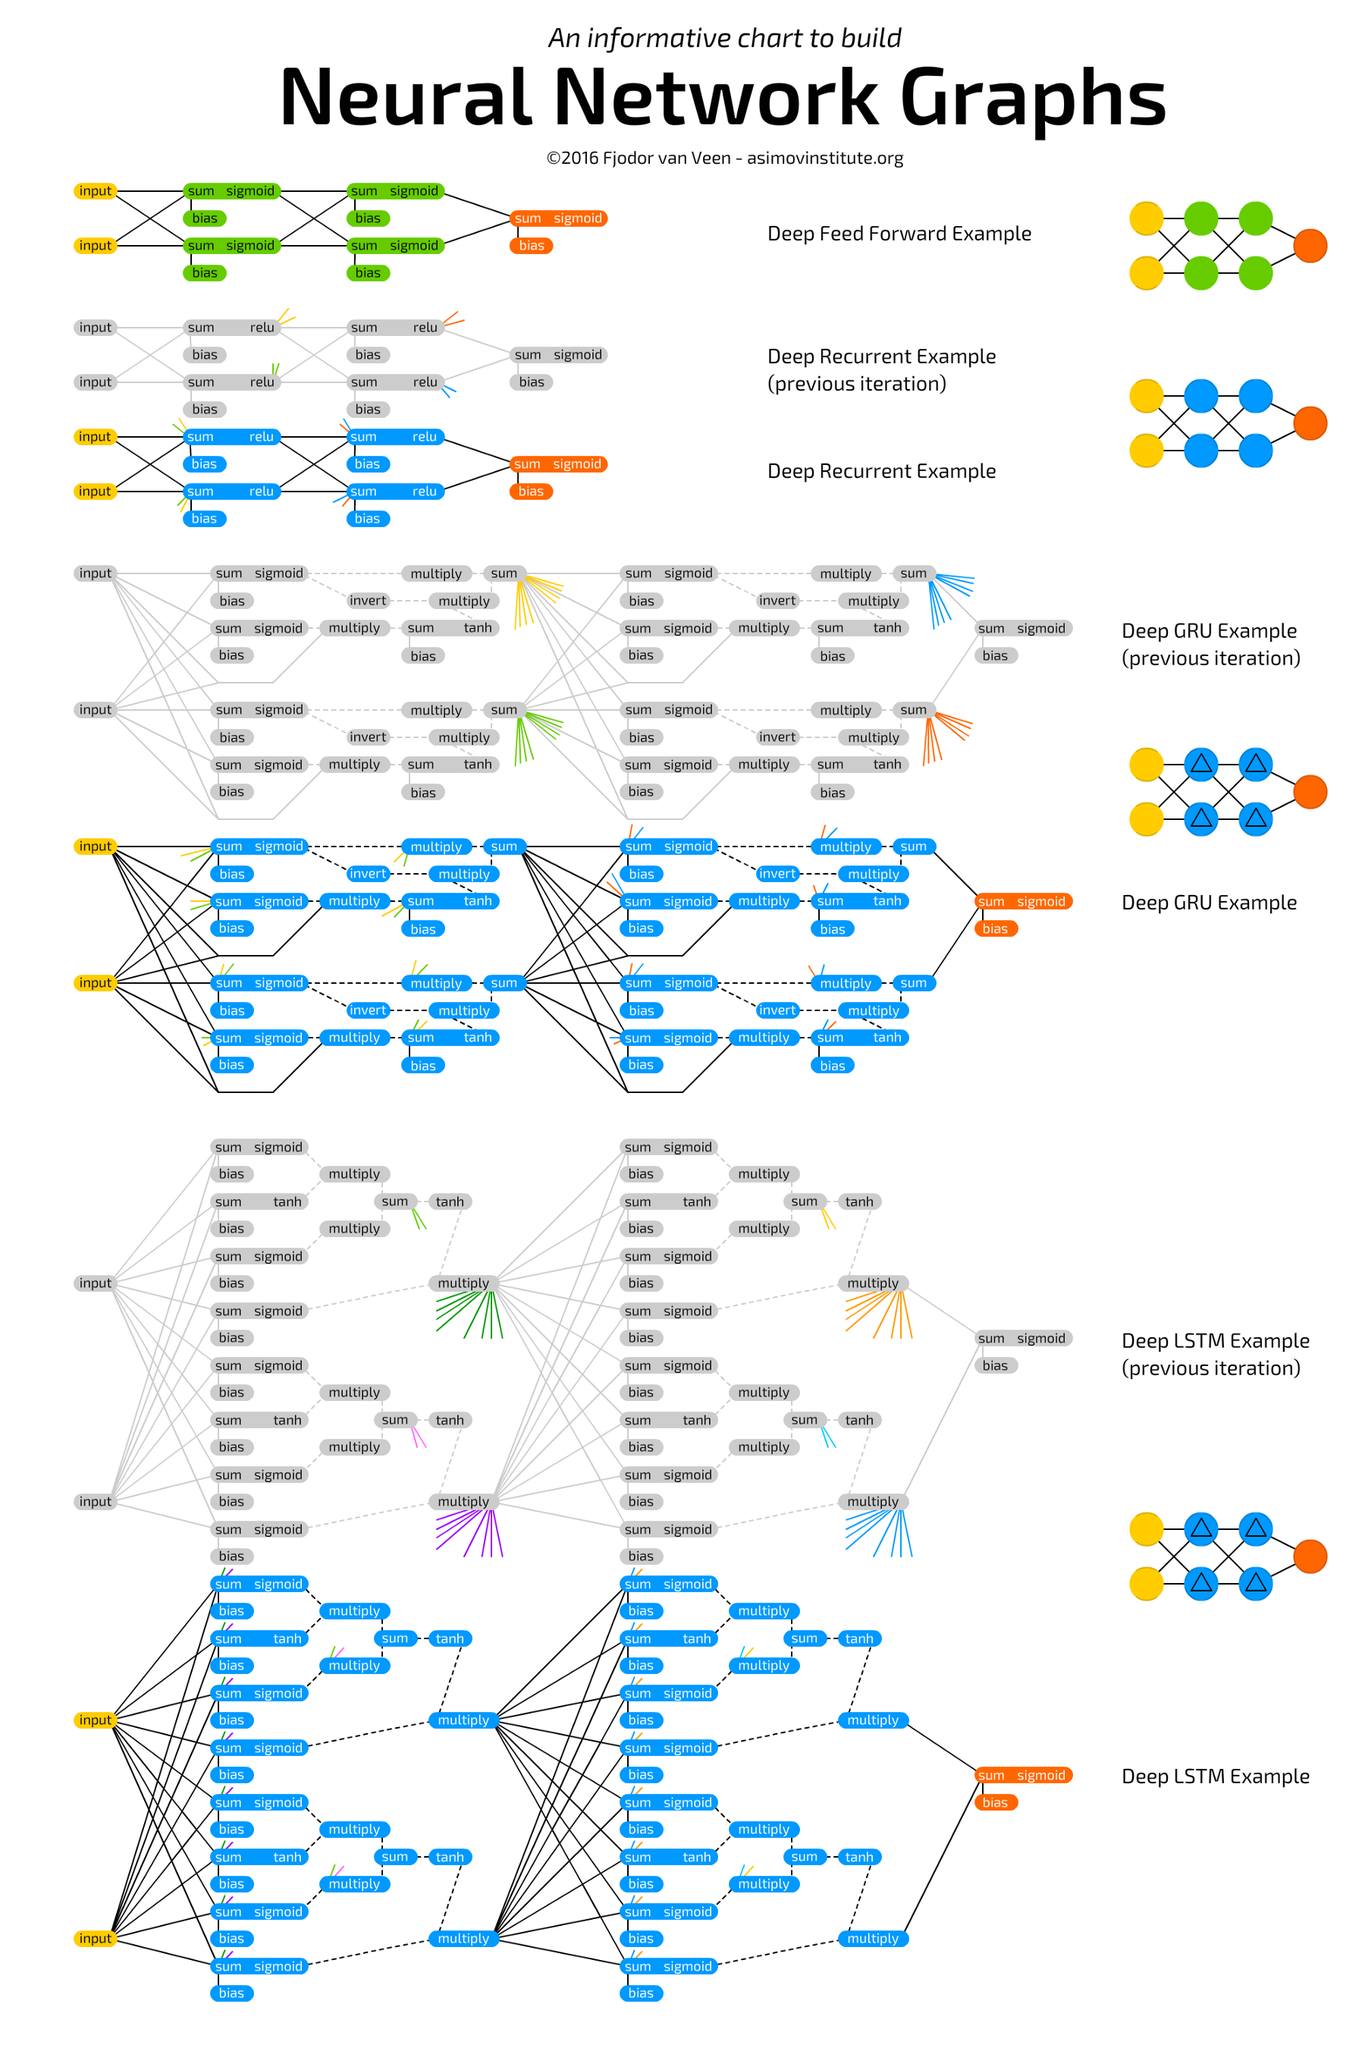 An informative chart to build
Neural Network Graphs
©2016 Fjodor van Veen - asimovinstitute.org
input sum sigmoid sum sigmoid
bias bias sum sigmoid
Deep Feed Forward Example
input sum sigmoid sum sigmoid bias
bias bias
input sum relu sum relu
bias bias sum sigmoid
Deep Recurrent Example
(previous iteration)
input sum relu sum relu bias
bias bias
input sum relu sum relu
bias bias sum sigmoid
Deep Recurrent Example
input sum relu sum relu bias
bias bias
input sum sigmoid multiply sum sum sigmoid multiply sum
bias invert multiply bias invert multiply
sum sigmoid multiply sum tanh sum sigmoid multiply sum tanh sum sigmoid
Deep GRU Example
(previous iteration)
bias bias bias bias bias
input sum sigmoid multiply sum sum sigmoid multiply sum
bias invert multiply bias invert multiply
sum sigmoid multiply sum tanh sum sigmoid multiply sum tanh
bias bias bias bias
input sum sigmoid multiply sum sum sigmoid multiply sum
bias invert multiply bias invert multiply
sum sigmoid multiply sum tanh sum sigmoid multiply sum tanh sum sigmoid
Deep GRU Example
bias bias bias bias bias
input sum sigmoid multiply sum sum sigmoid multiply sum
bias invert multiply bias invert multiply
sum sigmoid multiply sum tanh sum sigmoid multiply sum tanh
bias bias bias bias
sum sigmoid sum sigmoid
bias multiply bias multiply
sum tanh sum tanh sum tanh sum tanh
bias multiply bias multiply
sum sigmoid sum sigmoid
input bias multiply bias multiply
sum sigmoid sum sigmoid
bias bias sum sigmoid
Deep LSTM Example
(previous iteration)
sum sigmoid sum sigmoid bias
bias multiply bias multiply
sum tanh sum tanh sum tanh sum tanh
bias multiply bias multiply
sum sigmoid sum sigmoid
input bias multiply bias multiply
sum sigmoid sum sigmoid
bias bias
sum sigmoid sum sigmoid
bias multiply bias multiply
sum tanh sum tanh sum tanh sum tanh
bias multiply bias multiply
sum sigmoid sum sigmoid
input bias multiply bias multiply
sum sigmoid sum sigmoid
bias bias sum sigmoid
Deep LSTM Example
sum sigmoid sum sigmoid bias
bias multiply bias multiply
sum tanh sum tanh sum tanh sum tanh
bias multiply bias multiply
sum sigmoid sum sigmoid
input bias multiply bias multiply
sum sigmoid sum sigmoid
bias bias